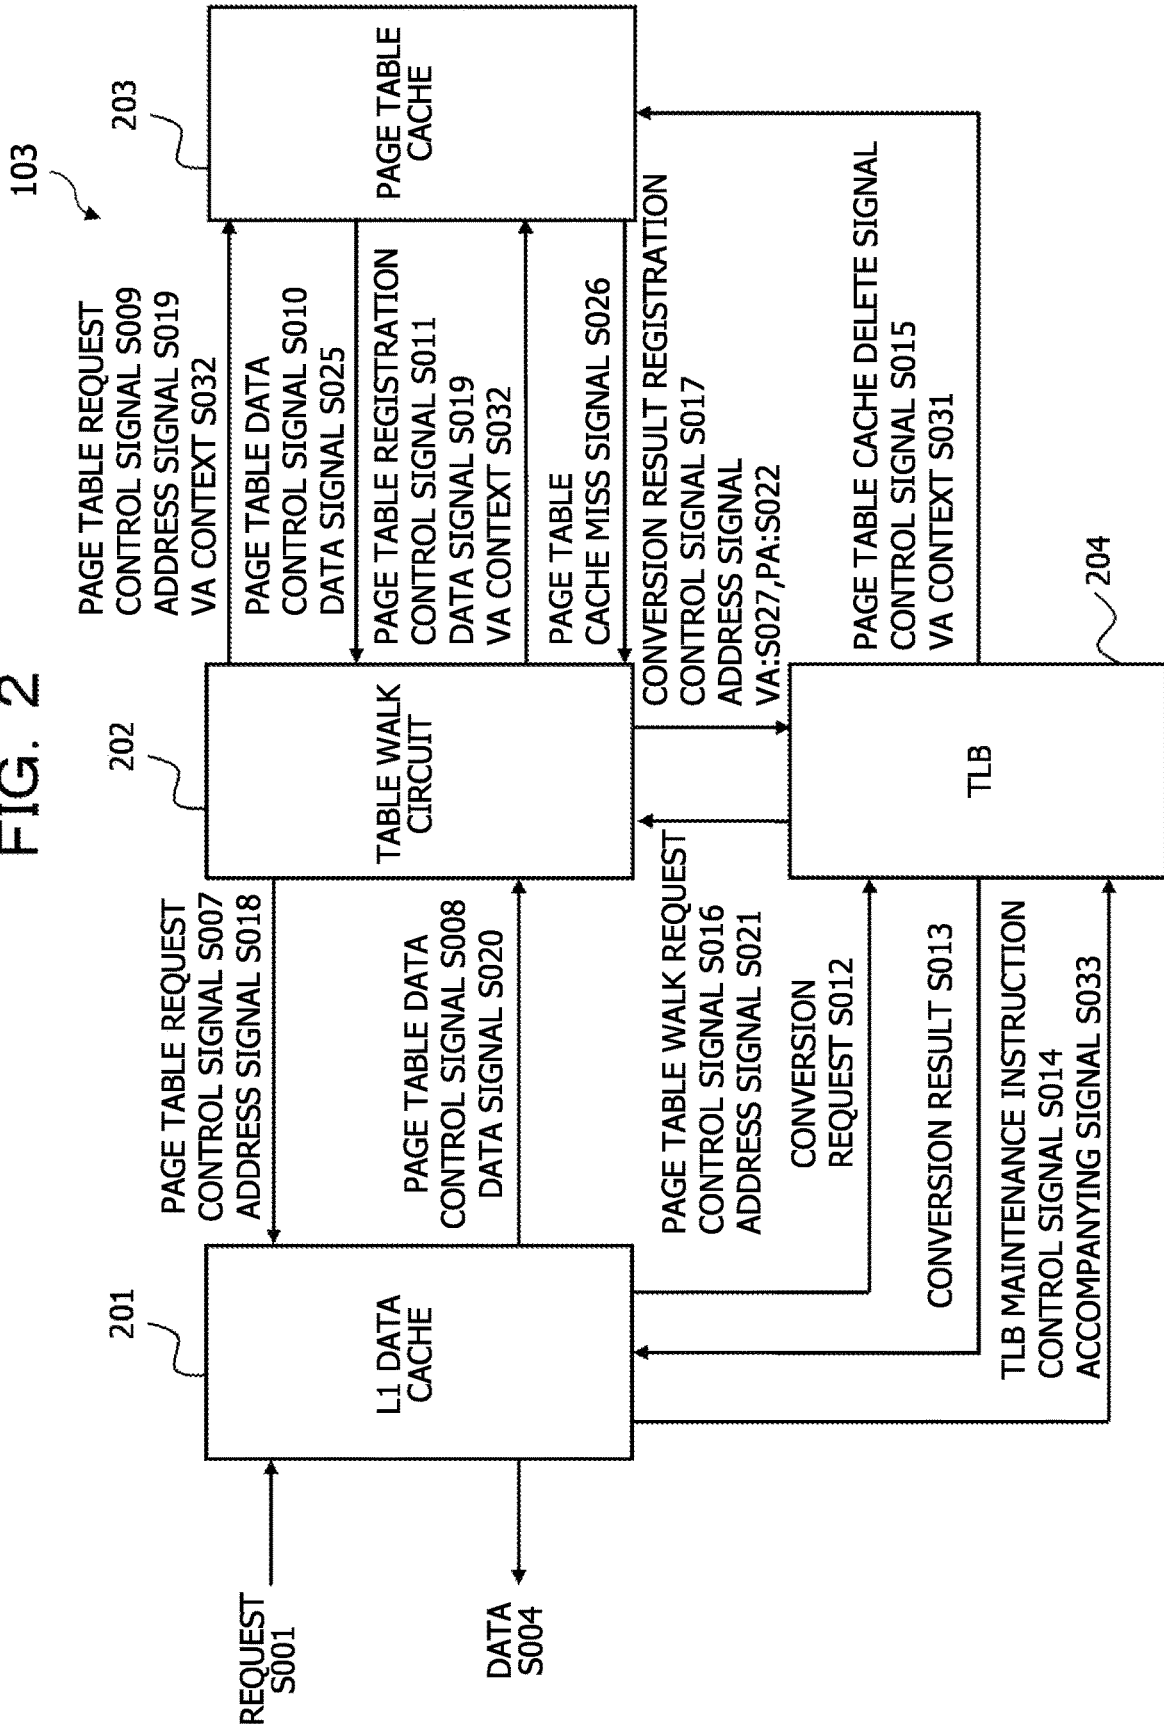 FIG. 2
103
REQUEST
S001
DATA
S004
201
L1 DATA
CACHE
PAGE TABLE REQUEST
CONTROL SIGNAL S007
ADDRESS SIGNAL S018
PAGE TABLE DATA
CONTROL SIGNAL S008
DATA SIGNAL S020
202
TABLE WALK
CIRCUIT
PAGE TABLE REQUEST
CONTROL SIGNAL S009
ADDRESS SIGNAL S019
VA CONTEXT S032
PAGE TABLE DATA
CONTROL SIGNAL S010
DATA SIGNAL S025
PAGE TABLE REGISTRATION
CONTROL SIGNAL S011
DATA SIGNAL S019
VA CONTEXT S032
PAGE TABLE
CACHE MISS SIGNAL S026
203
PAGE TABLE
CACHE
PAGE TABLE WALK REQUEST
CONTROL SIGNAL S016
ADDRESS SIGNAL S021
CONVERSION RESULT REGISTRATION
CONTROL SIGNAL S017
ADDRESS SIGNAL
VA:S027,PA:S022
CONVERSION
REQUEST S012
CONVERSION RESULT S013
TLB MAINTENANCE INSTRUCTION
CONTROL SIGNAL S014
ACCOMPANYING SIGNAL S033
TLB
204
PAGE TABLE CACHE DELETE SIGNAL
CONTROL SIGNAL S015
VA CONTEXT S031